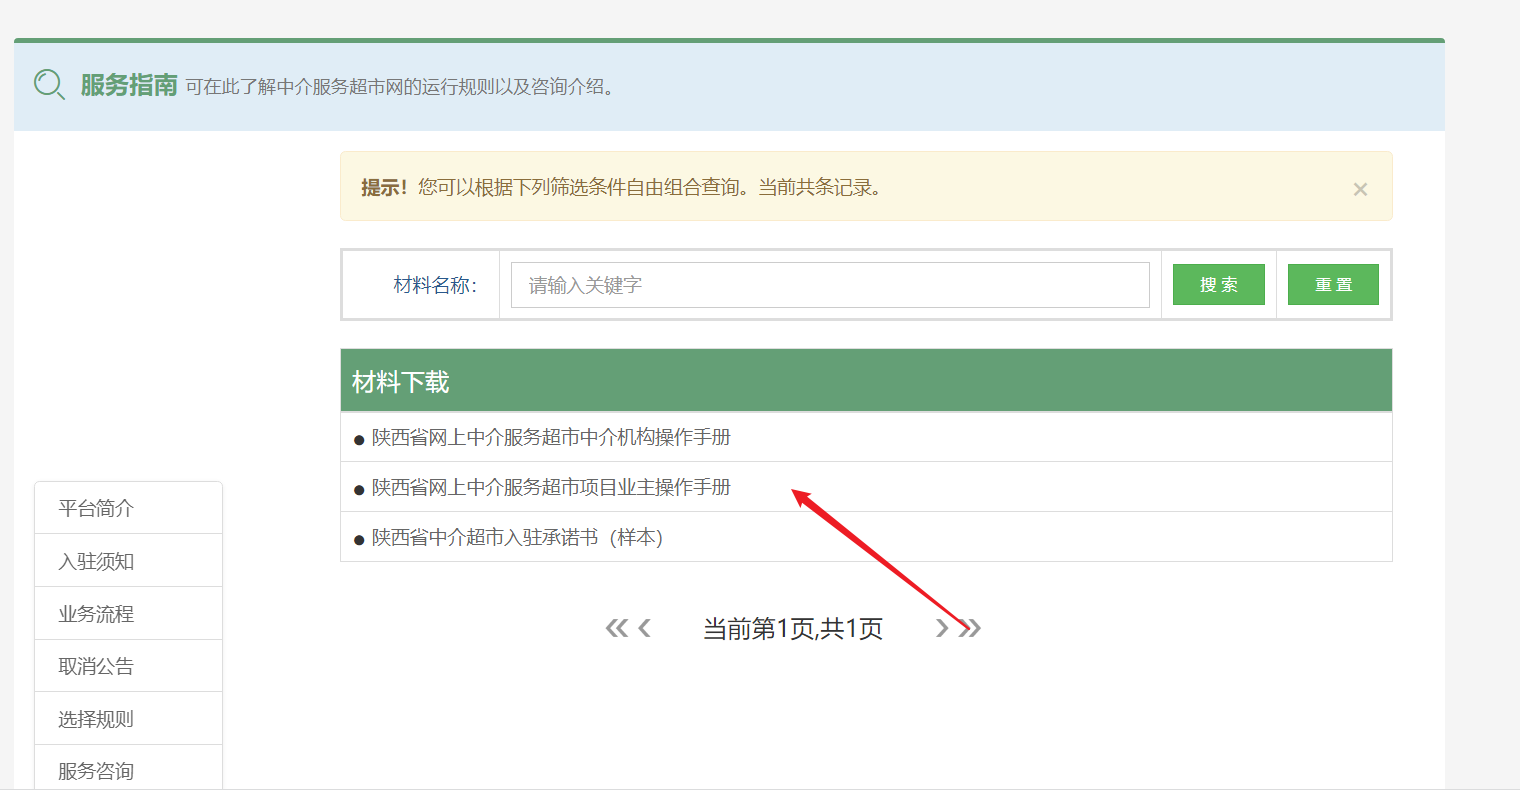 服务指南 可在此了解中介服务超市网的运行规则以及咨询介绍。
提示！您可以根据下列筛选条件自由组合查询。当前共条记录。
×
材料名称： 请输入关键字 搜 索 重 置
材料下载
● 陕西省网上中介服务超市中介机构操作手册
● 陕西省网上中介服务超市项目业主操作手册
● 陕西省中介超市入驻承诺书（样本）
当前第1页,共1页
平台简介
入驻须知
业务流程
取消公告
选择规则
服务咨询